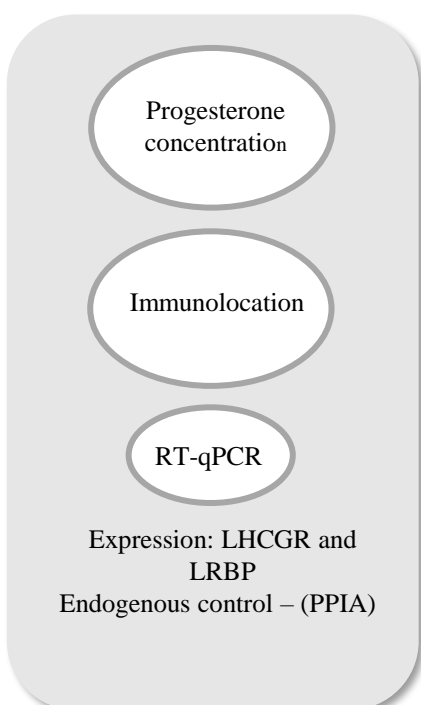 Progesterone
concentration
Immunolocation
RT-qPCR
Expression: LHCGR and
LRBP
Endogenous control – (PPIA)